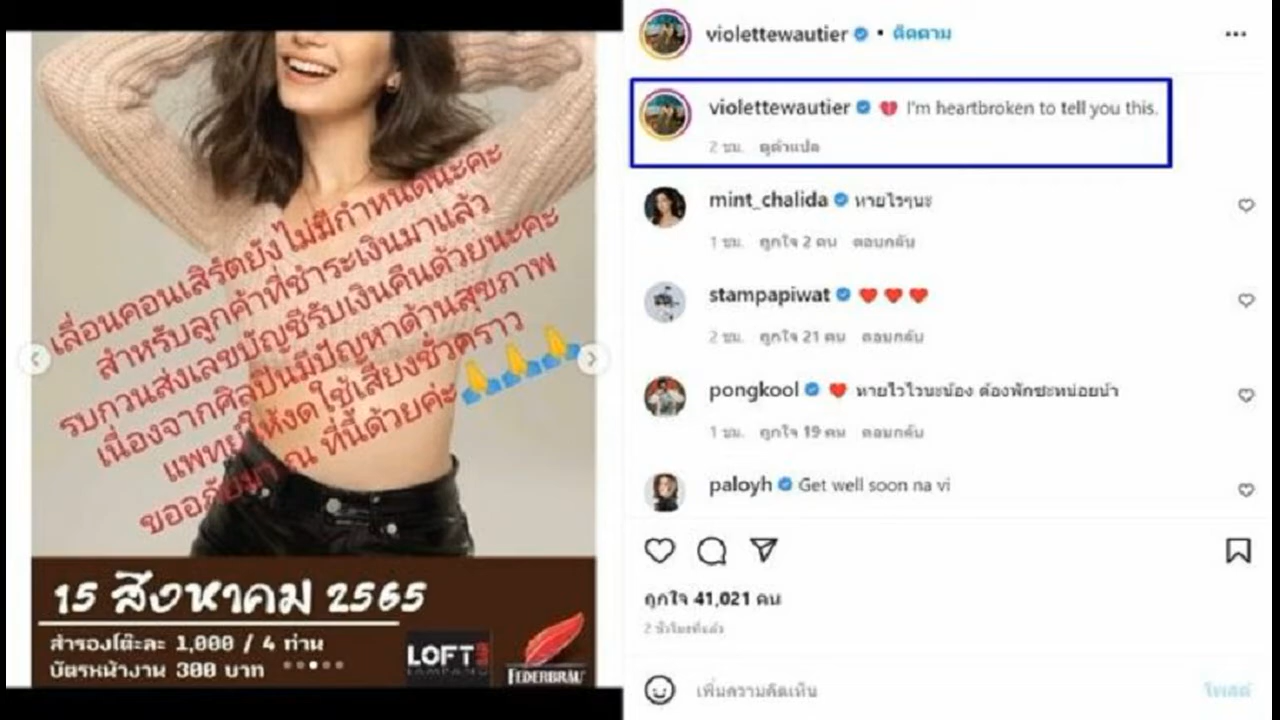 เลื่อนคอนเสิร์ตยังไม่มีกำหนดนะคะ
สำหรับลูกค้าที่ชำระเงินมาแล้ว
รบกวนส่งเลขบัญชีรับเงินคืนด้วยนะคะ
เนื่องจากศิลปินมีปัญหาด้านสุขภาพ
แพทย์ให้งดใช้เสียงชั่วคราว
ขออภัยมา ณ ที่นี้ด้วยค่ะ🙏🙏🙏
15 สิงหาคม 2565
สำรองโต๊ะละ 1,000 / 4 ท่าน
บัตรหน้างาน 300 บาท
LOFT
FEDERBRÄU
violettewautier • ติดตาม
violettewautier 💔 I'm heartbroken to tell you this.
2 ชม. ดูคำแปล
mint_chalida หายไวๆนะ
1 ชม. ถูกใจ 2 คน ตอบกลับ
stampapiwat ❤️ ❤️ ❤️
2 ชม. ถูกใจ 21 คน ตอบกลับ
pongkool ❤️ หายไวไวนะน้อง ต้องพักซะหน่อยน้า
1 ชม. ถูกใจ 19 คน ตอบกลับ
paloyh Get well soon na vi
ถูกใจ 41,021 คน
2 ชั่วโมงที่แล้ว
เพิ่มความคิดเห็น
โพสต์